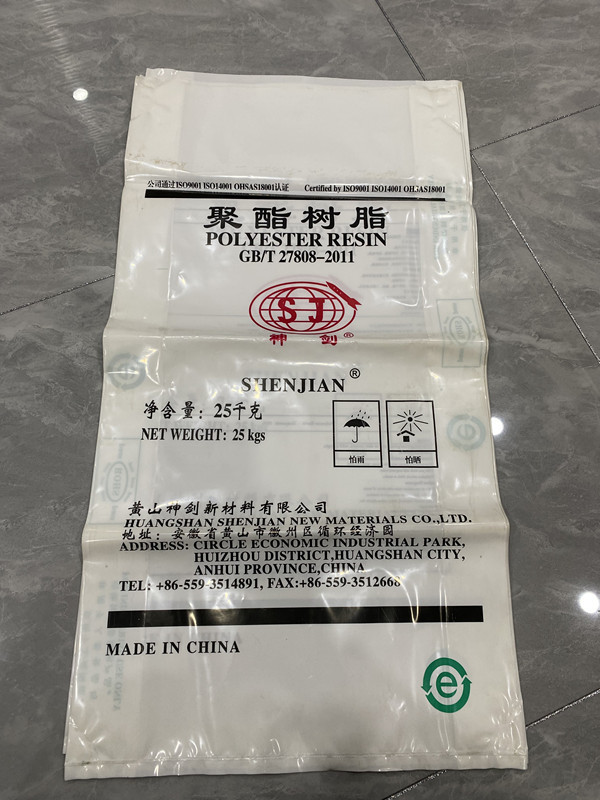 公司通过ISO9001 ISO14001 OHSAS18001认证 Certified by ISO9001 ISO14001 OHSAS18001
聚酯树脂
POLYESTER RESIN
GB/T 27808-2011
SJ
神剑®
SHENJIAN®
净含量: 25千克
NET WEIGHT: 25 kgs
怕雨 怕晒
黄山神剑新材料有限公司
HUANGSHAN SHENJIAN NEW MATERIALS CO.,LTD.
地址: 安徽省黄山市徽州区循环经济园
ADDRESS: CIRCLE ECONOMIC INDUSTRIAL PARK,
HUIZHOU DISTRICT,HUANGSHAN CITY,
ANHUI PROVINCE,CHINA
TEL: +86-559-3514891, FAX:+86-559-3512668
MADE IN CHINA
e